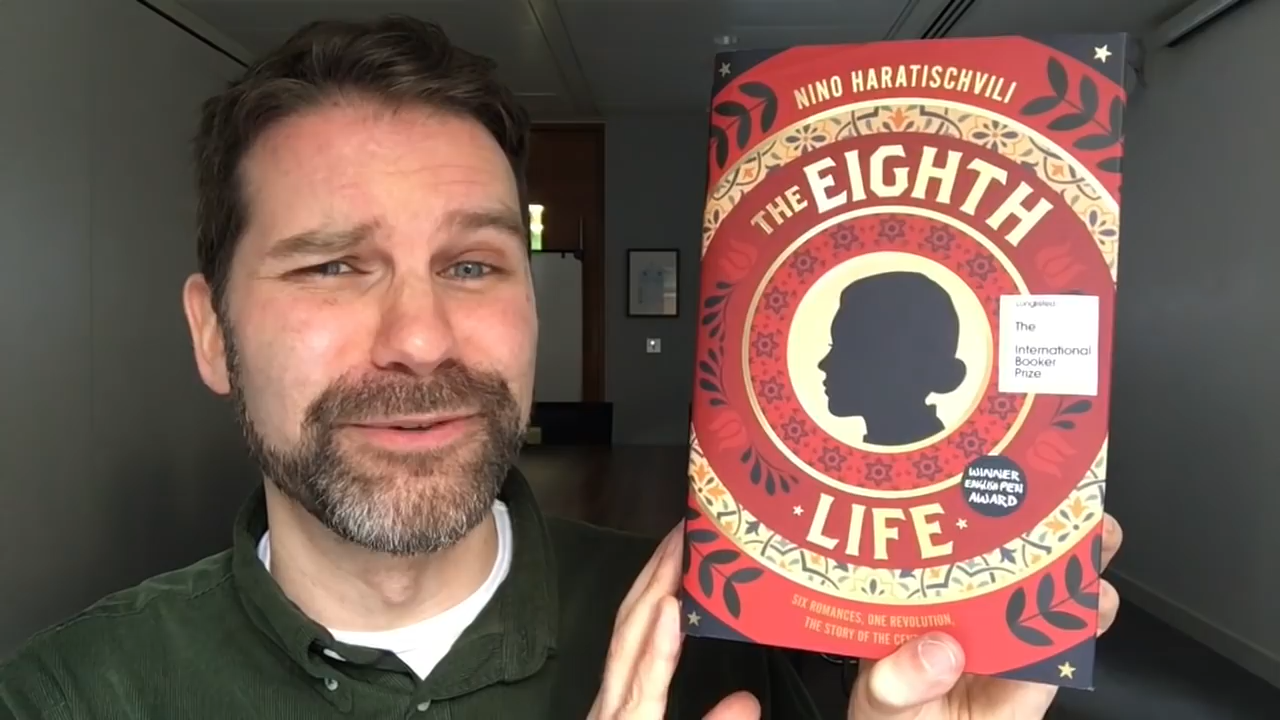 NINO HARATISCHVILI
THE EIGHTH
LIFE
Longlisted
The
International
Booker
Prize
WINNER
ENGLISH PEN
AWARD
SIX ROMANCES, ONE REVOLUTION,
THE STORY OF THE